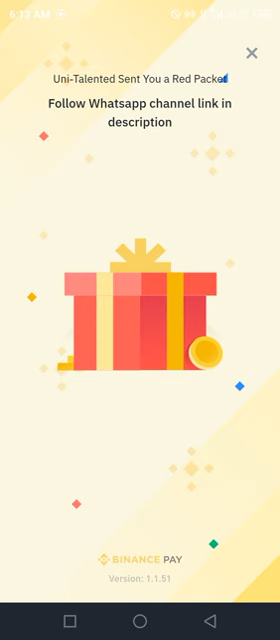 6:13 AM
Uni-Talented Sent You a Red Packet
Follow Whatsapp channel link in
description
BINANCE PAY
Version: 1.1.51